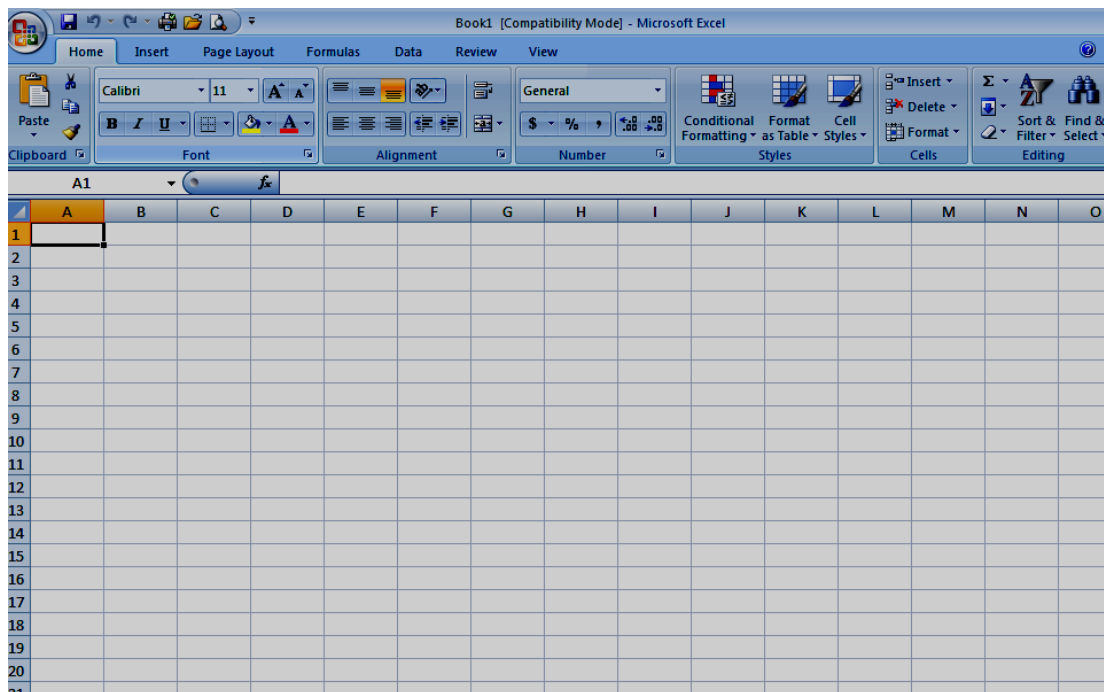 Book1 [Compatibility Mode] - Microsoft Excel
Home Insert Page Layout Formulas Data Review View
Calibri 11 A A General Insert
Paste B I U A $ % , Conditional Formatting Format as Table Cell Styles Delete Format Σ Sort & Filter Find & Select
Clipboard Font Alignment Number Styles Cells Editing
A1 fx
A B C D E F G H I J K L M N O
1
2
3
4
5
6
7
8
9
10
11
12
13
14
15
16
17
18
19
20